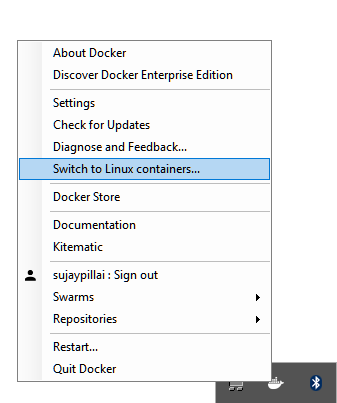 About Docker
Discover Docker Enterprise Edition
Settings
Check for Updates
Diagnose and Feedback...
Switch to Linux containers...
Docker Store
Documentation
Kitematic
sujaypillai : Sign out
Swarms
Repositories
Restart...
Quit Docker